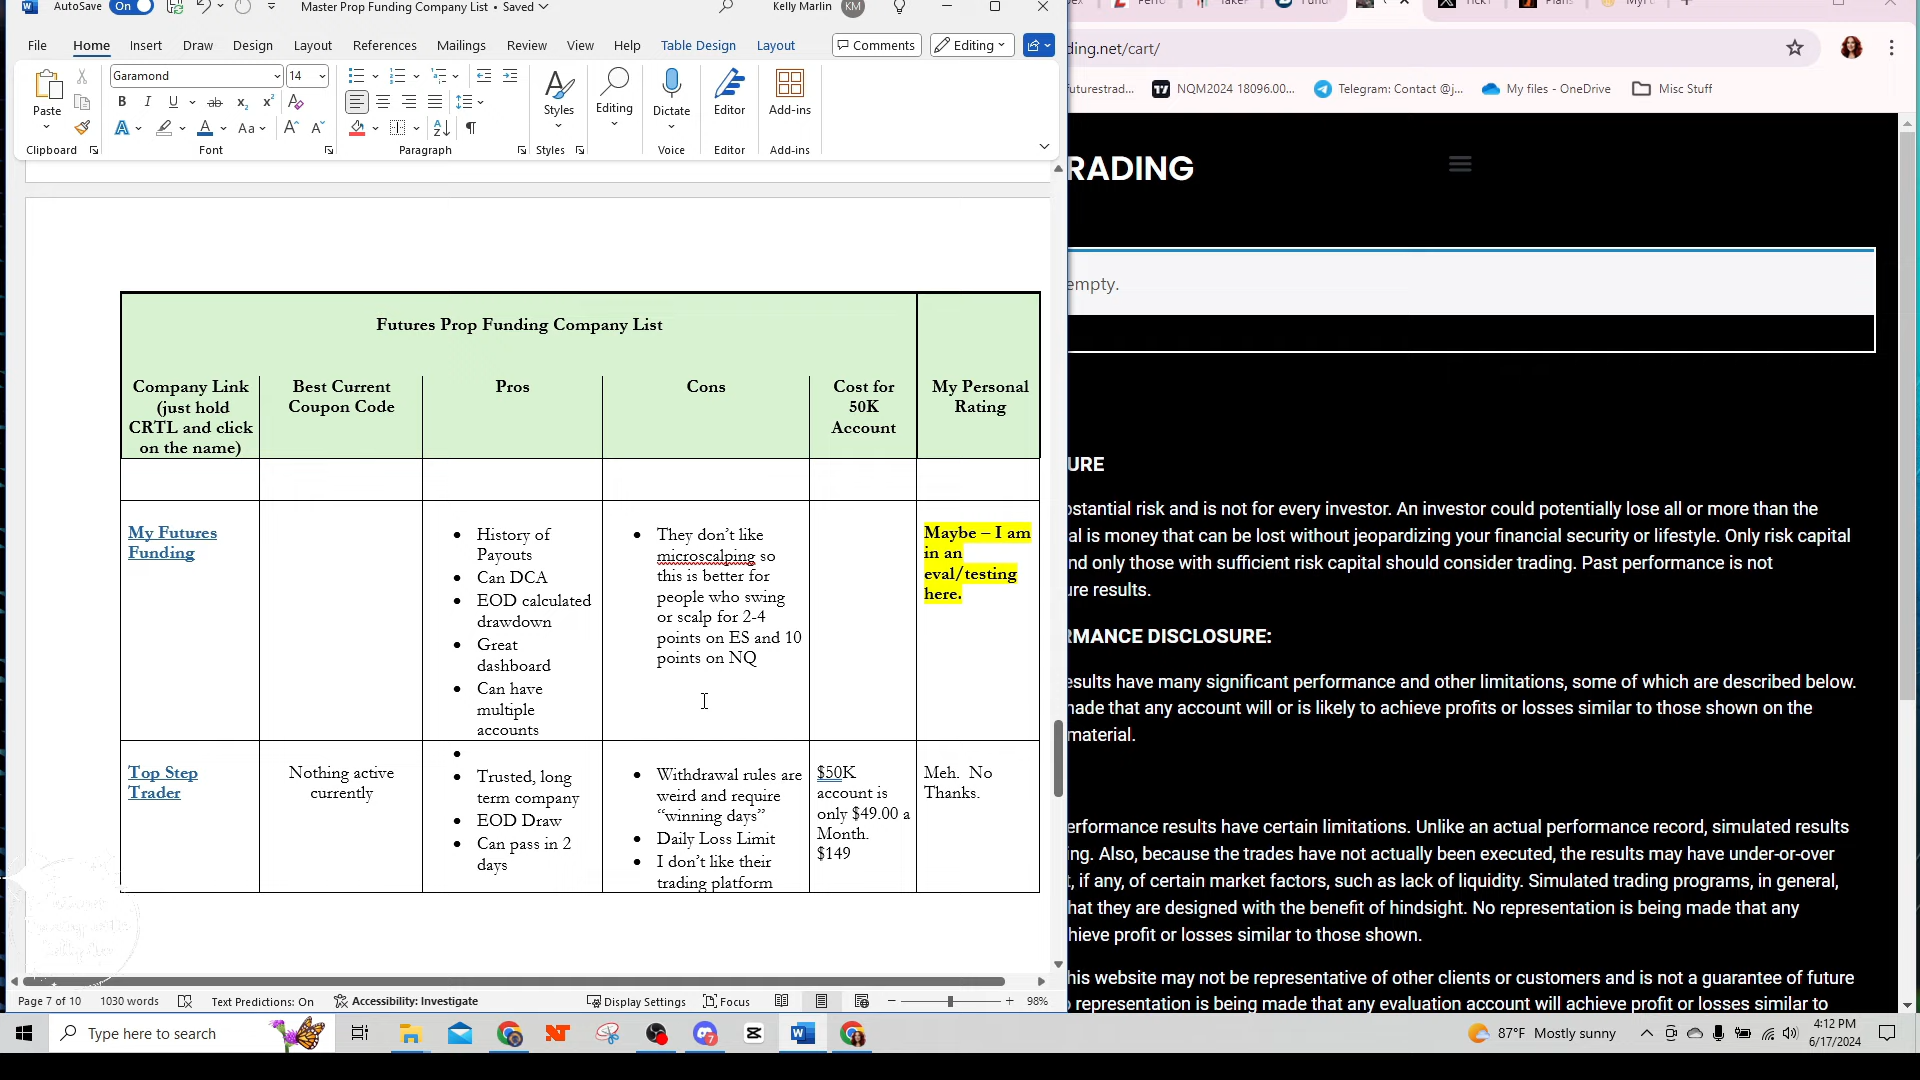 AutoSave On
Master Prop Funding Company List • Saved
Kelly Marlin KM
File Home Insert Draw Design Layout References Mailings Review View Help Table Design Layout
Comments Editing
Paste
Garamond 14
Styles Editing Dictate Editor Add-ins
Clipboard Font Paragraph Styles Voice Editor Add-ins
Futures Prop Funding Company List
Company Link
(just hold
CRTL and click
on the name)
Best Current
Coupon Code
Pros
Cons
Cost for
50K
Account
My Personal
Rating
My Futures
Funding
• History of
Payouts
• Can DCA
• EOD calculated
drawdown
• Great
dashboard
• Can have
multiple
accounts
• They don’t like
microscalping so
this is better for
people who swing
or scalp for 2-4
points on ES and 10
points on NQ
Maybe – I am
in an
eval/testing
here.
Top Step
Trader
Nothing active
currently
•
• Trusted, long
term company
• EOD Draw
• Can pass in 2
days
• Withdrawal rules are
weird and require
“winning days”
• Daily Loss Limit
• I don’t like their
trading platform
$50K
account is
only $49.00 a
Month.
$149
Meh. No
Thanks.
Page 7 of 10 1030 words Text Predictions: On Accessibility: Investigate Display Settings Focus 98%
ding.net/cart/
futurestrad... NQM2024 18096.00... Telegram: Contact @j... My files - OneDrive Misc Stuff
RADING
empty.
URE
ostantial risk and is not for every investor. An investor could potentially lose all or more than the
al is money that can be lost without jeopardizing your financial security or lifestyle. Only risk capital
nd only those with sufficient risk capital should consider trading. Past performance is not
ure results.
RMANCE DISCLOSURE:
esults have many significant performance and other limitations, some of which are described below.
made that any account will or is likely to achieve profits or losses similar to those shown on the
material.
erformance results have certain limitations. Unlike an actual performance record, simulated results
ing. Also, because the trades have not actually been executed, the results may have under-or-over
t, if any, of certain market factors, such as lack of liquidity. Simulated trading programs, in general,
hat they are designed with the benefit of hindsight. No representation is being made that any
hieve profit or losses similar to those shown.
his website may not be representative of other clients or customers and is not a guarantee of future
representation is being made that any evaluation account will achieve profit or losses similar to
Type here to search
87°F Mostly sunny
4:12 PM
6/17/2024